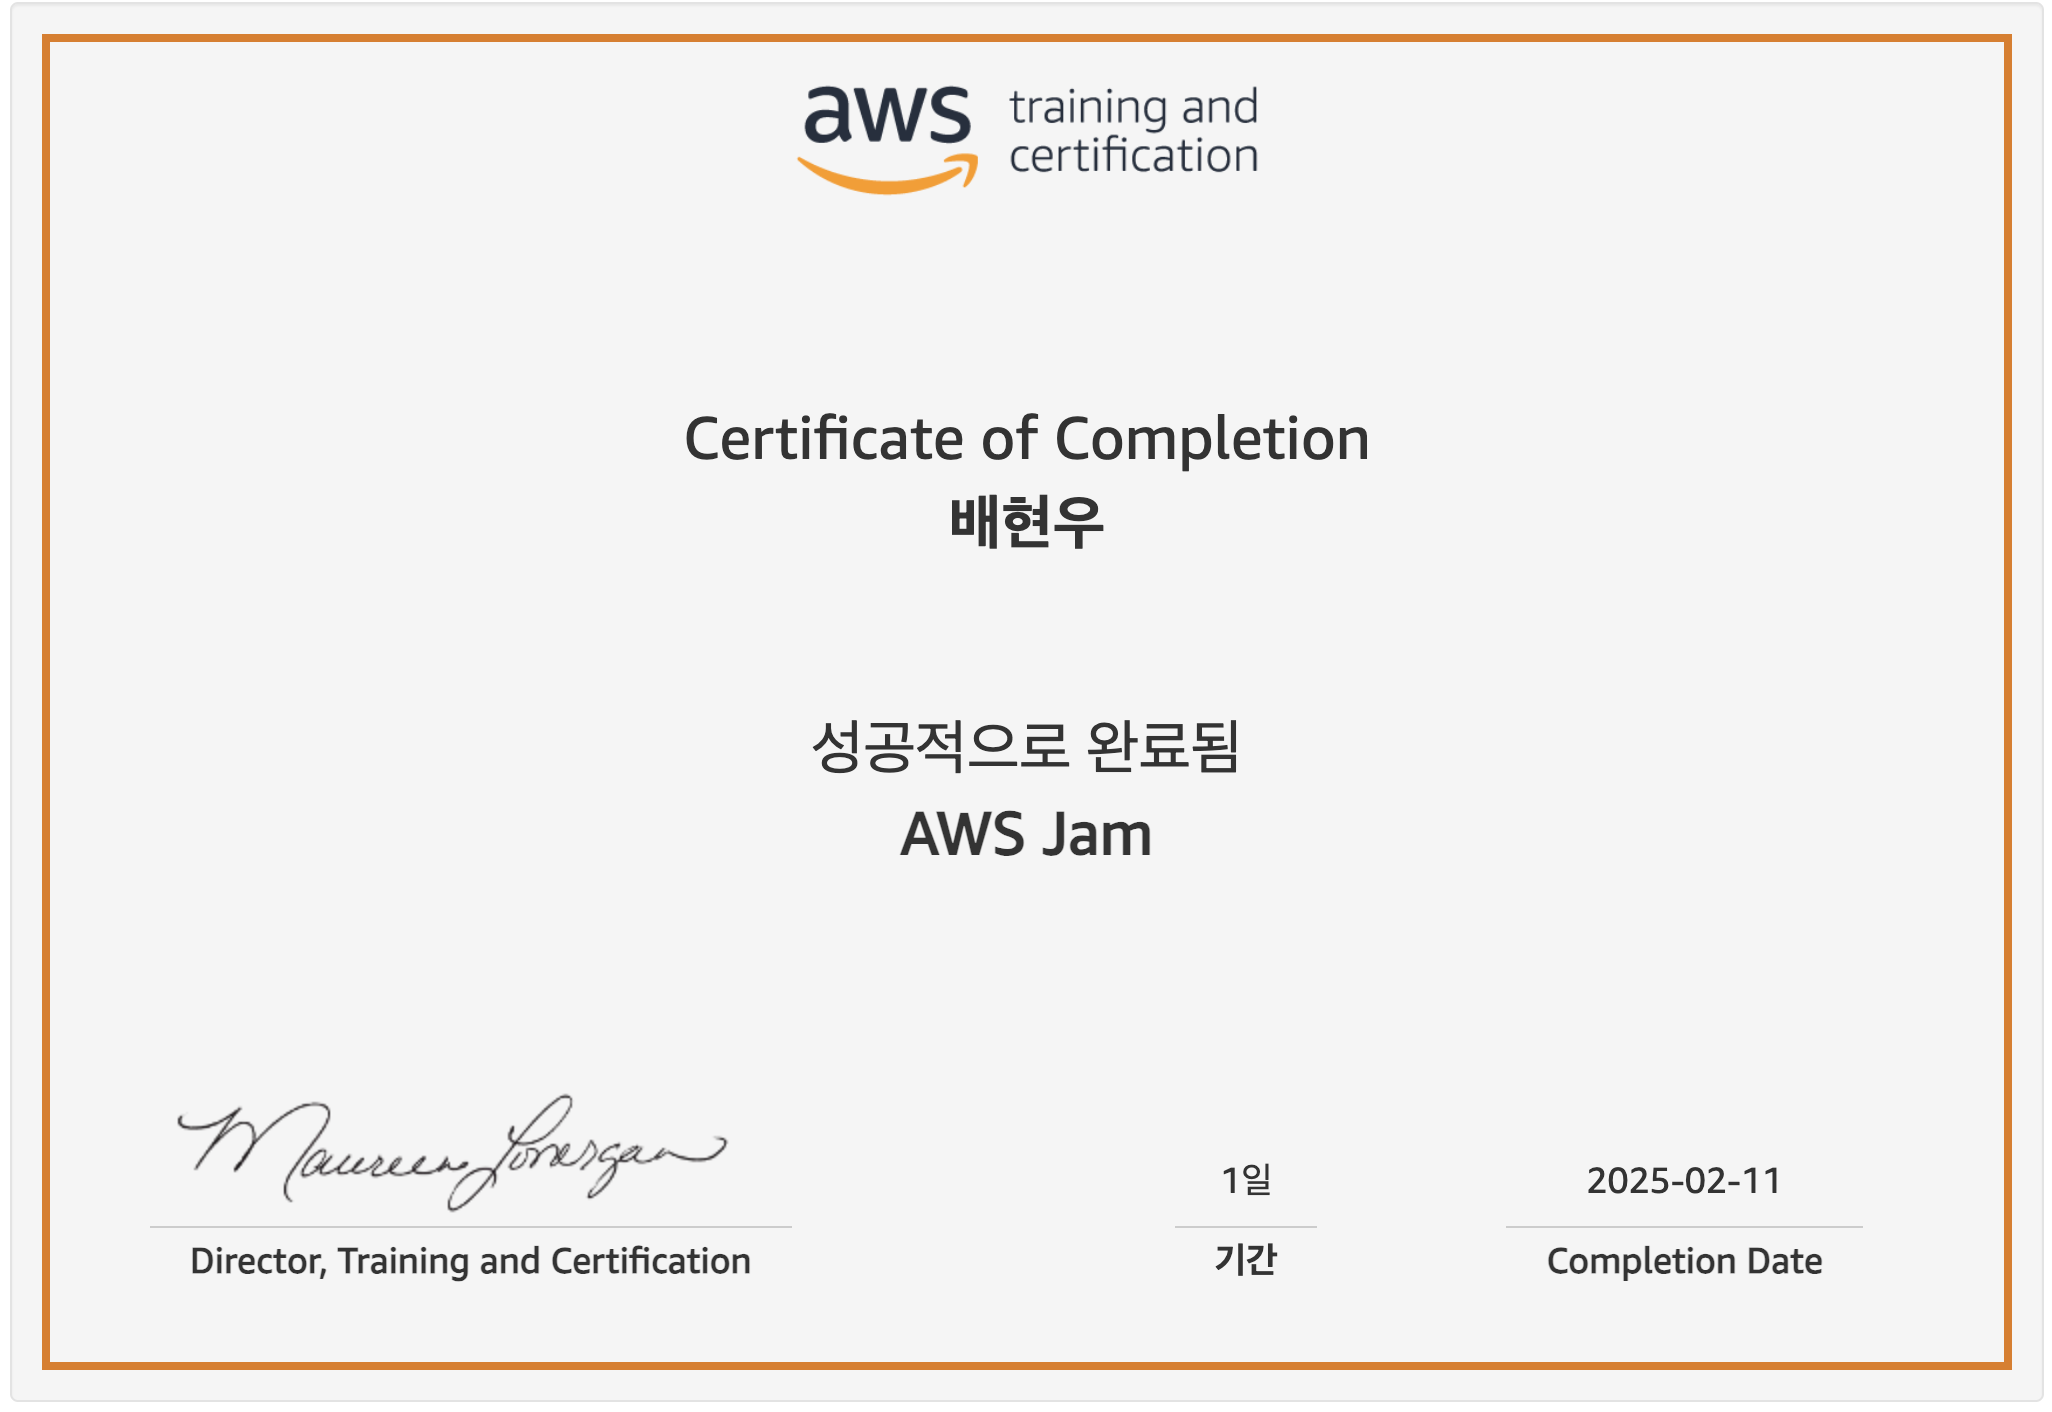 aws training and
certification
Certificate of Completion
배현우
성공적으로 완료됨
AWS Jam
Maureen Lonergan
Director, Training and Certification
1일
기간
2025-02-11
Completion Date